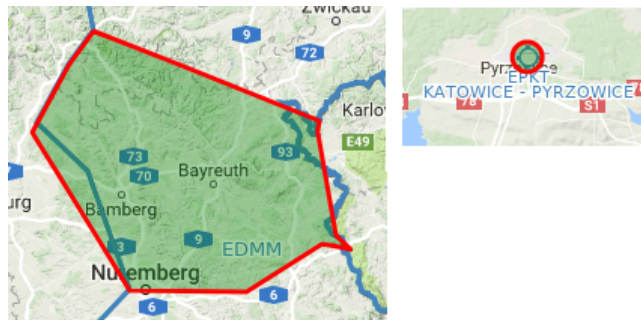 Zwickau
9
72
Karlov
E49
93
73
Bayreuth
70
urg
Bamberg
3
9
EDMM
Nuremberg
6
6
Pyrzowice
EPKT
KATOWICE - PYRZOWICE
78
S1
78